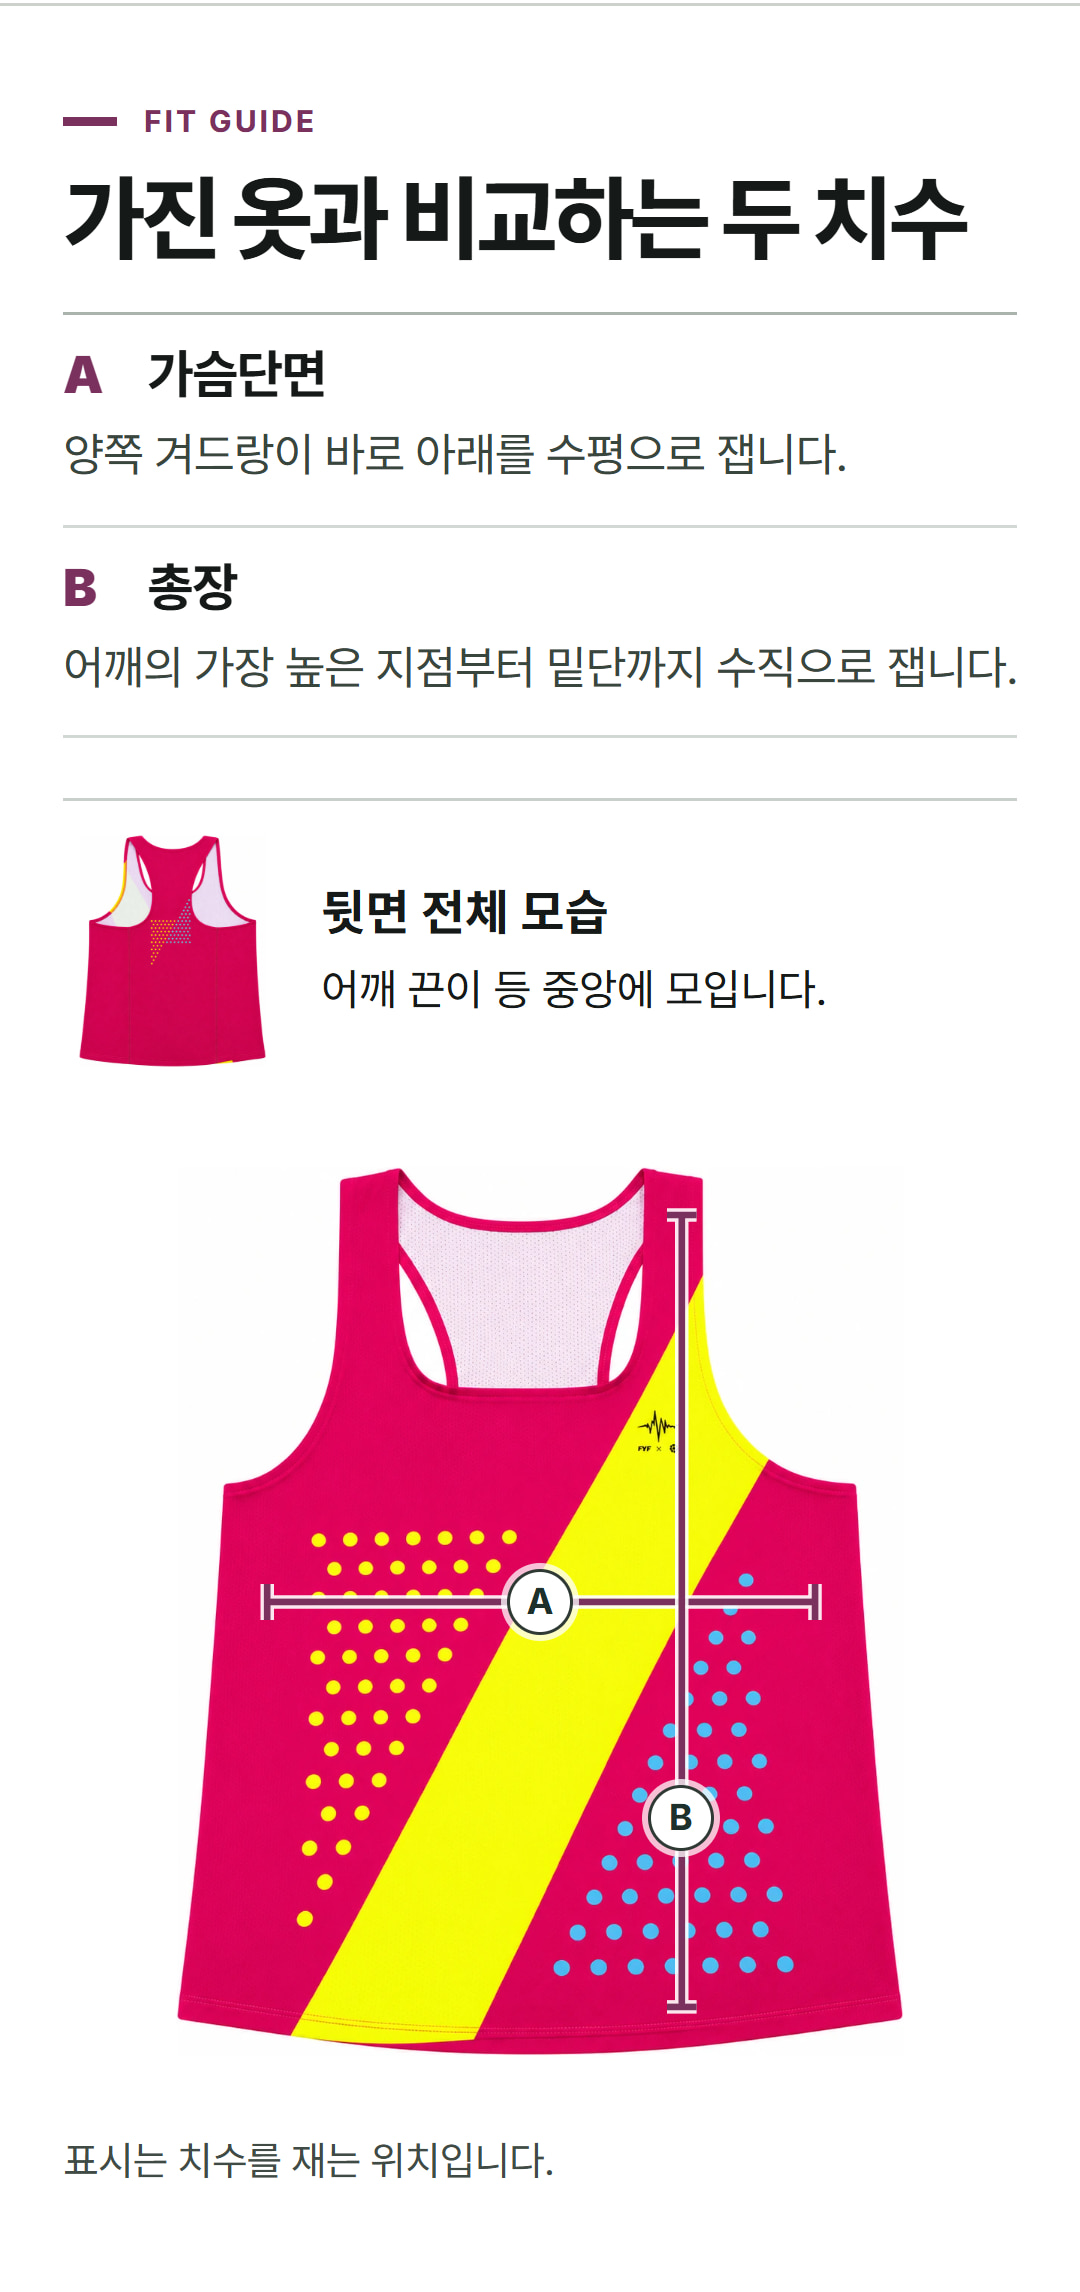 FIT GUIDE
가진 옷과 비교하는 두 치수
A 가슴단면
양쪽 겨드랑이 바로 아래를 수평으로 잽니다.
B 총장
어깨의 가장 높은 지점부터 밑단까지 수직으로 잽니다.
뒷면 전체 모습
어깨 끈이 등 중앙에 모입니다.
FYF ×
A
B
표시는 치수를 재는 위치입니다.